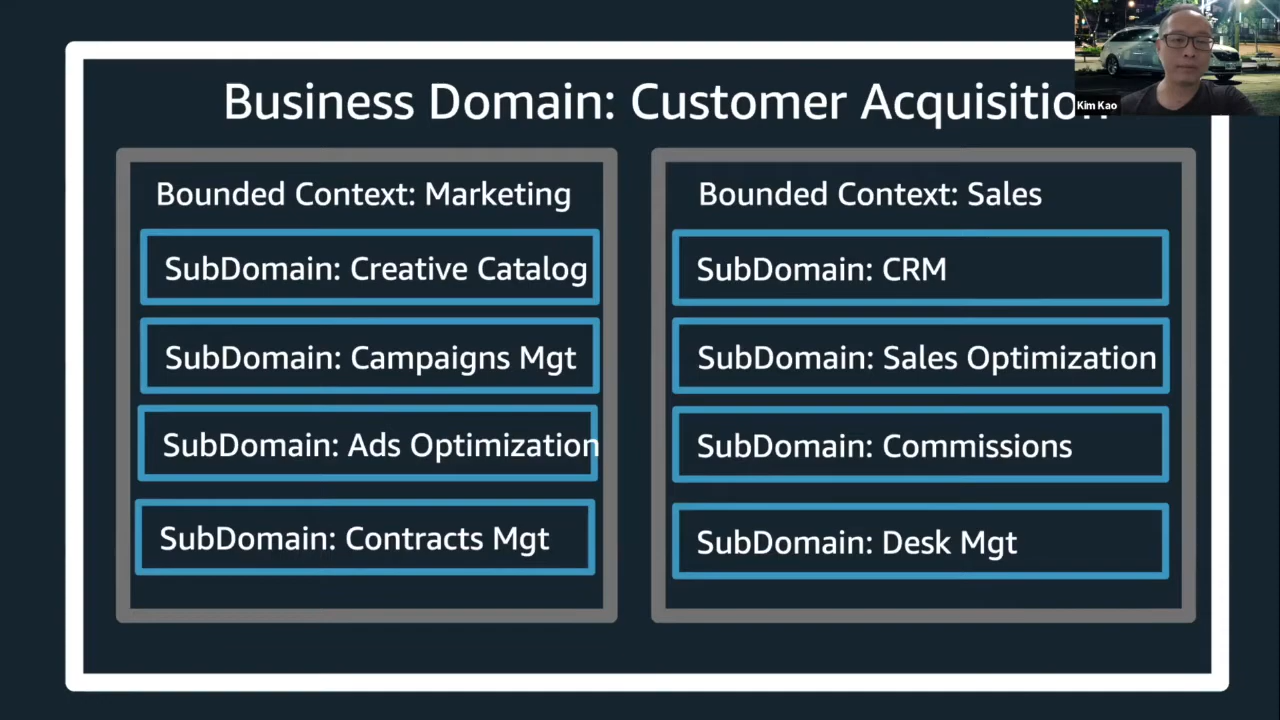 Business Domain: Customer Acquisition
Kim Kao
Bounded Context: Marketing
SubDomain: Creative Catalog
SubDomain: Campaigns Mgt
SubDomain: Ads Optimization
SubDomain: Contracts Mgt
Bounded Context: Sales
SubDomain: CRM
SubDomain: Sales Optimization
SubDomain: Commissions
SubDomain: Desk Mgt